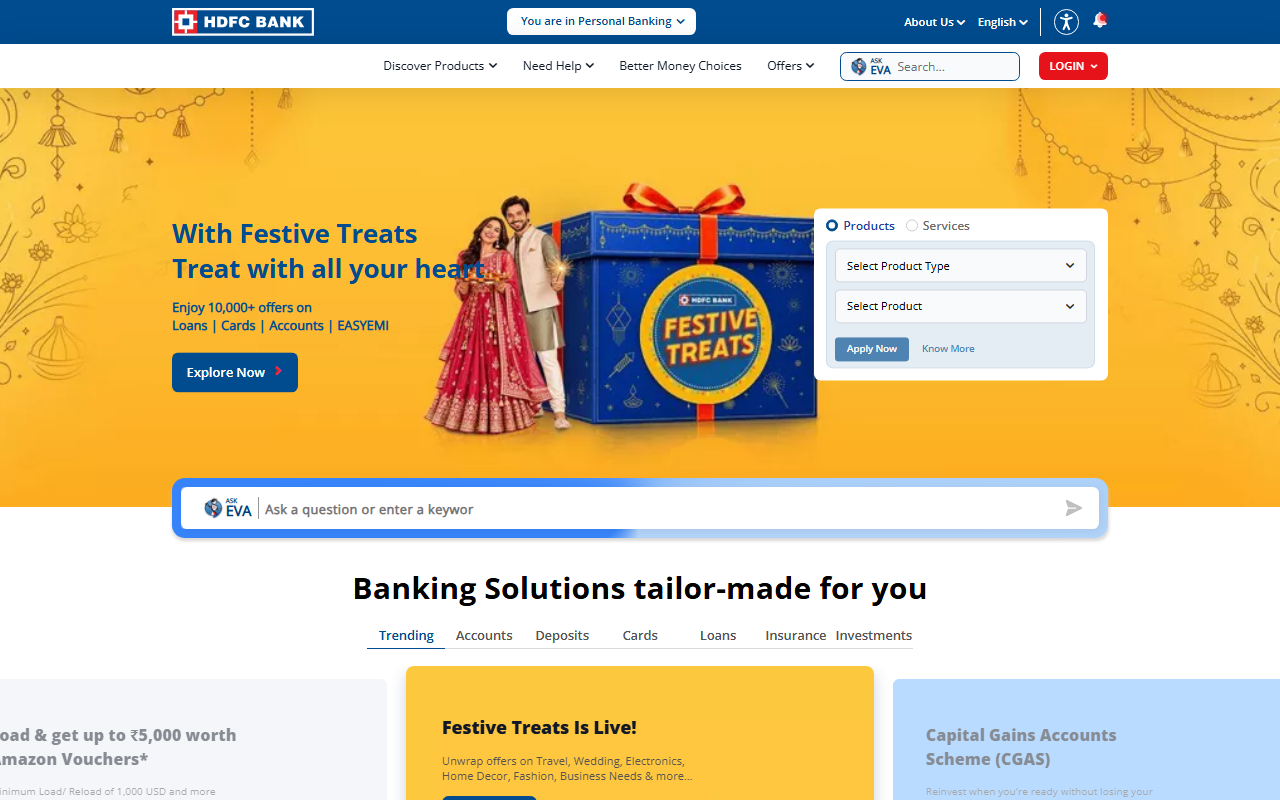 HDFC BANK
You are in Personal Banking
About Us
English
Discover Products
Need Help
Better Money Choices
Offers
ASK EVA
Search...
LOGIN
With Festive Treats
Treat with all your heart
Enjoy 10,000+ offers on
Loans | Cards | Accounts | EASYEMI
Explore Now
HDFC BANK
FESTIVE
TREATS
Products
Services
Select Product Type
Select Product
Apply Now
Know More
ASK EVA
Ask a question or enter a keywor
Banking Solutions tailor-made for you
Trending
Accounts
Deposits
Cards
Loans
Insurance
Investments
oad & get up to ₹5,000 worth
mazon Vouchers*
inimum Load/ Reload of 1,000 USD and more
Festive Treats Is Live!
Unwrap offers on Travel, Wedding, Electronics,
Home Decor, Fashion, Business Needs & more...
Capital Gains Accounts
Scheme (CGAS)
Reinvest when you're ready without losing your